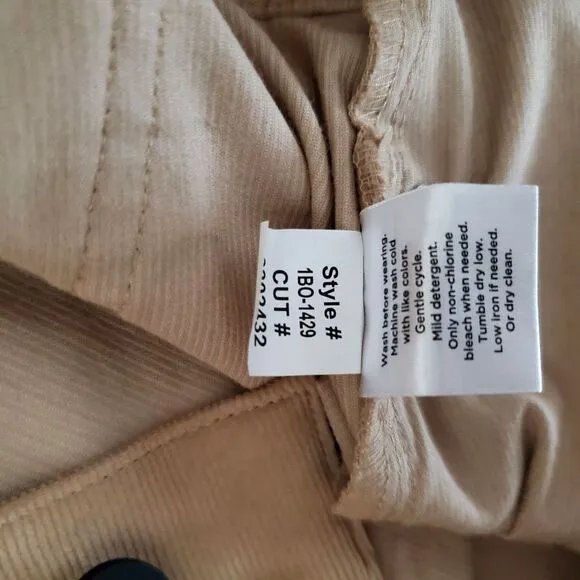 Style #
1BO-1429
CUT #
Wash before wearing.
Machine wash cold
with like colors.
Gentle cycle.
Mild detergent.
Only non-chlorine
bleach when needed.
Tumble dry low.
Low iron if needed.
Or dry clean.